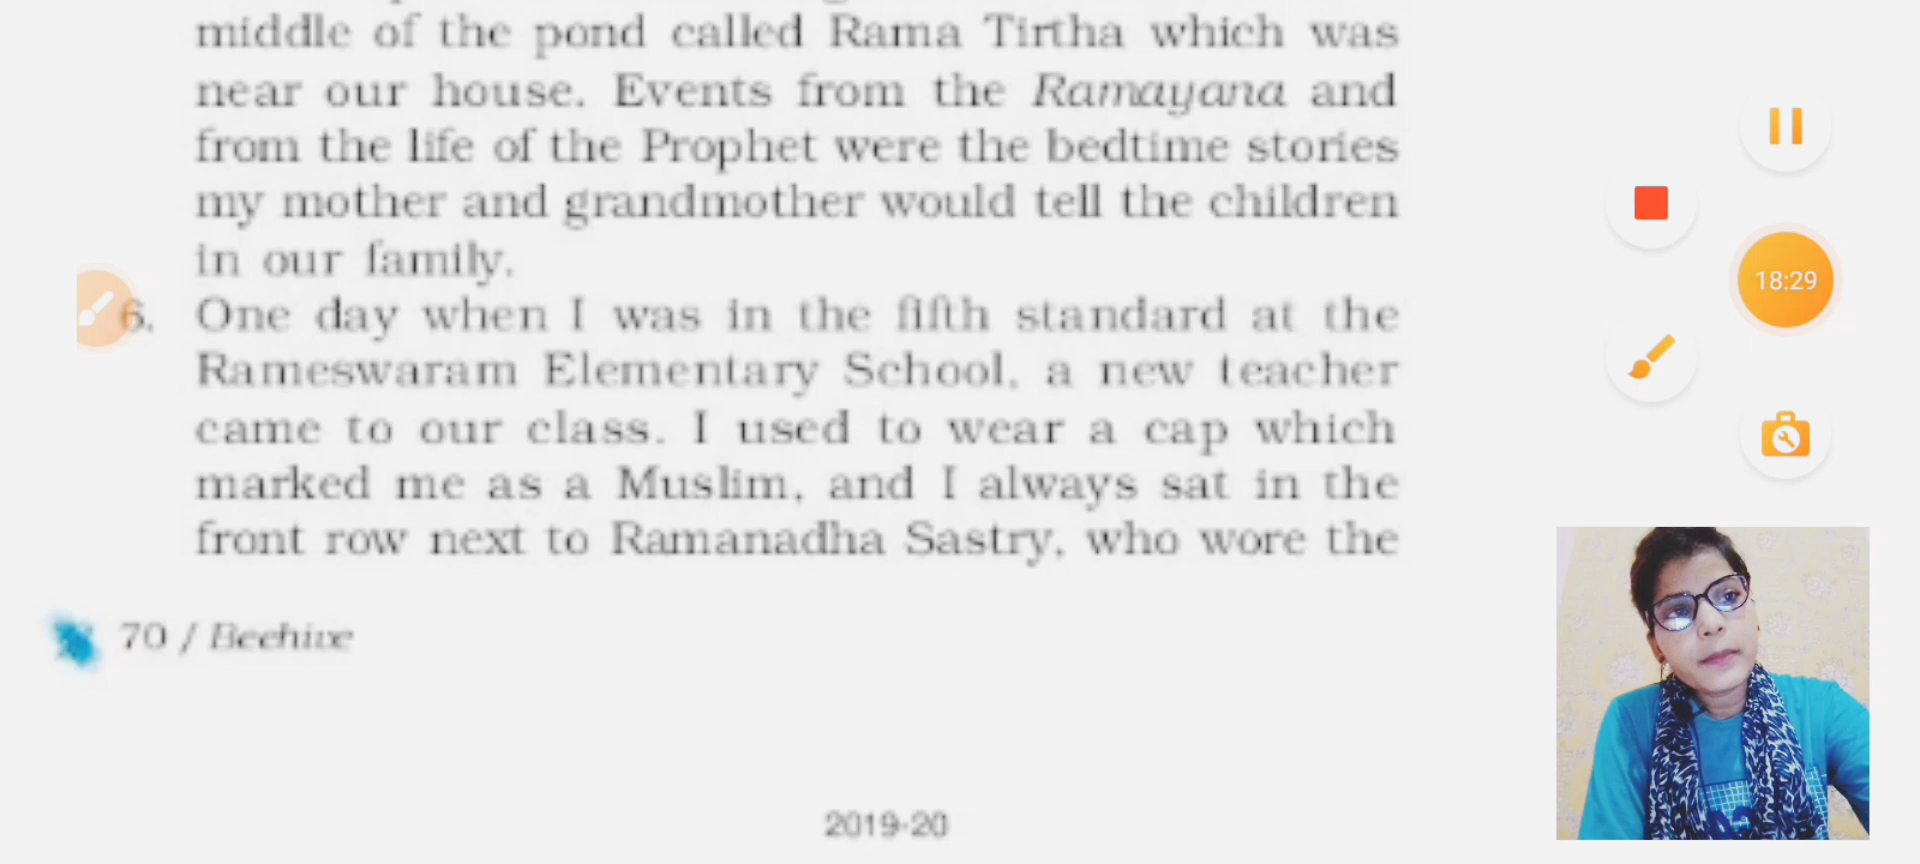 middle of the pond called Rama Tirtha which was
near our house. Events from the Ramayana and
from the life of the Prophet were the bedtime stories
my mother and grandmother would tell the children
in our family.
6. One day when I was in the fifth standard at the
Rameswaram Elementary School, a new teacher
came to our class. I used to wear a cap which
marked me as a Muslim, and I always sat in the
front row next to Ramanadha Sastry, who wore the
70 / Beehive
2019-20
18:29